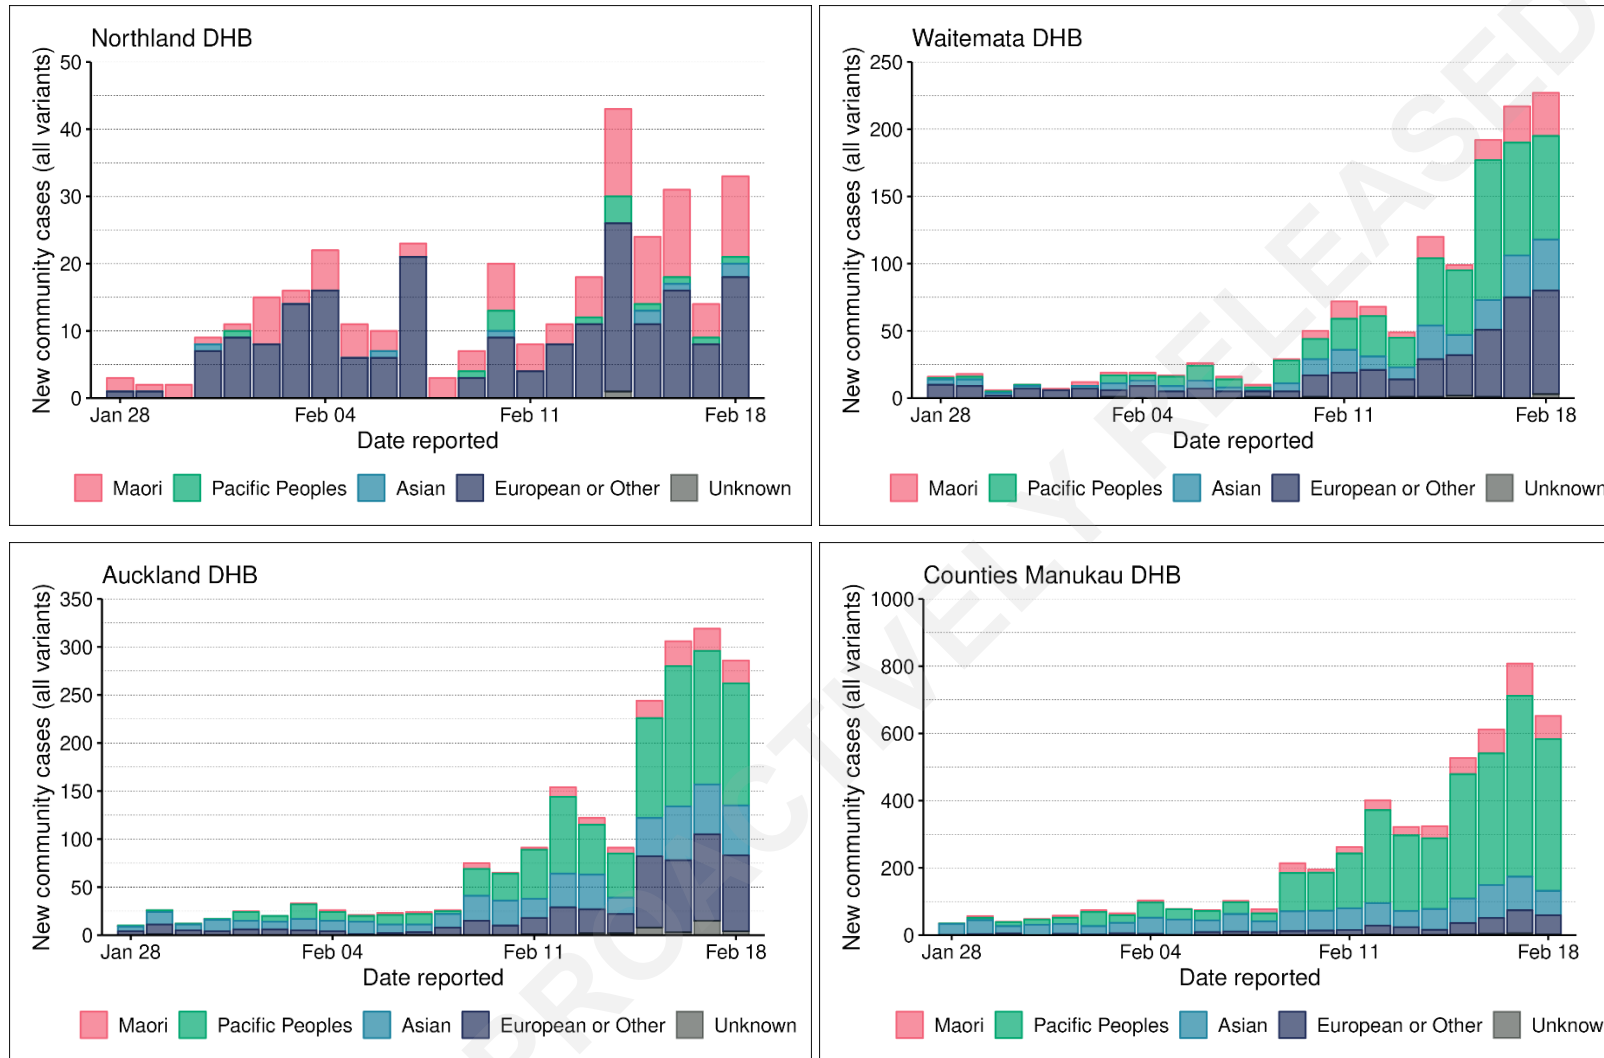 Northland DHB
New community cases (all variants)
50
40
30
20
10
0
Jan 28
Feb 04
Feb 11
Feb 18
Date reported
Maori
Pacific Peoples
Asian
European or Other
Unknown
Waitemata DHB
New community cases (all variants)
250
200
150
100
50
0
Jan 28
Feb 04
Feb 11
Feb 18
Date reported
Maori
Pacific Peoples
Asian
European or Other
Unknown
Auckland DHB
New community cases (all variants)
350
300
250
200
150
100
50
0
Jan 28
Feb 04
Feb 11
Feb 18
Date reported
Maori
Pacific Peoples
Asian
European or Other
Unknown
Counties Manukau DHB
New community cases (all variants)
1000
800
600
400
200
0
Jan 28
Feb 04
Feb 11
Feb 18
Date reported
Maori
Pacific Peoples
Asian
European or Other
Unknow
PROACTIVELY RELEASED